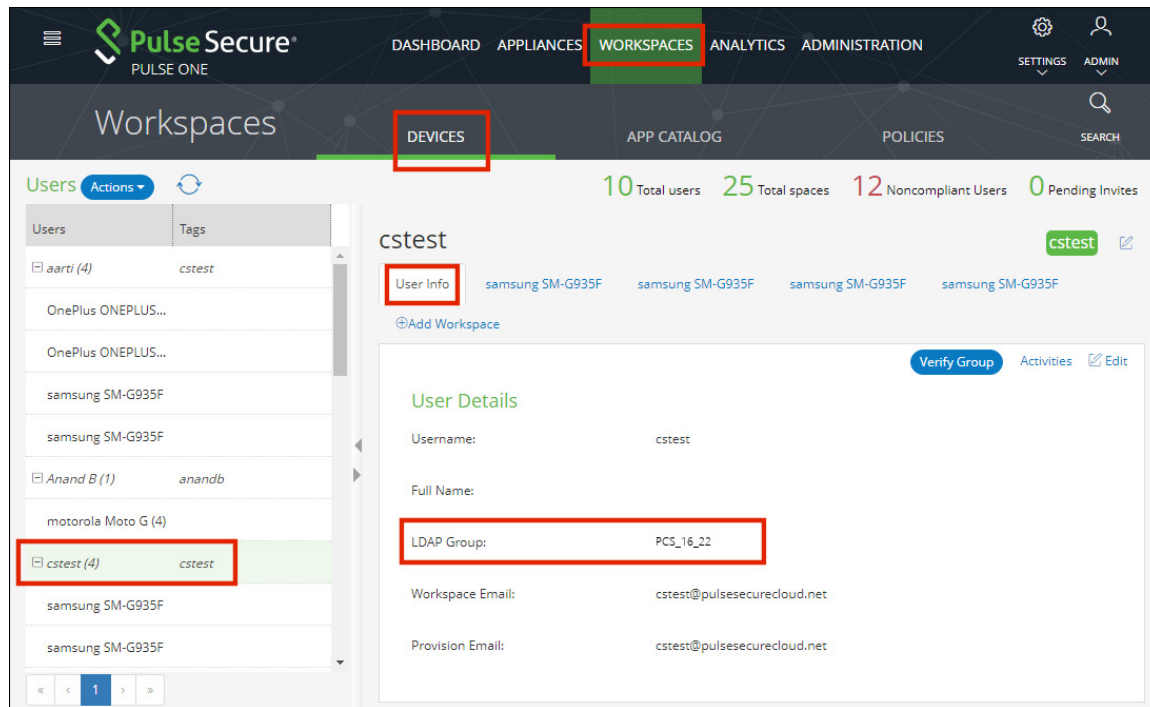 Pulse Secure®
PULSE ONE
DASHBOARD APPLIANCES WORKSPACES ANALYTICS ADMINISTRATION
SETTINGS ADMIN
Workspaces
DEVICES APP CATALOG POLICIES
SEARCH
Users Actions
10 Total users 25 Total spaces 12 Noncompliant Users 0 Pending Invites
Users Tags
aarti (4) cstest
OnePlus ONEPLUS...
OnePlus ONEPLUS...
samsung SM-G935F
samsung SM-G935F
Anand B (1) anandb
motorola Moto G (4)
cstest (4) cstest
samsung SM-G935F
samsung SM-G935F
« ‹ 1 › »
cstest cstest
User Info samsung SM-G935F samsung SM-G935F samsung SM-G935F samsung SM-G935F
Add Workspace
Verify Group Activities Edit
User Details
Username: cstest
Full Name:
LDAP Group: PCS_16_22
Workspace Email: cstest@pulsesecurecloud.net
Provision Email: cstest@pulsesecurecloud.net